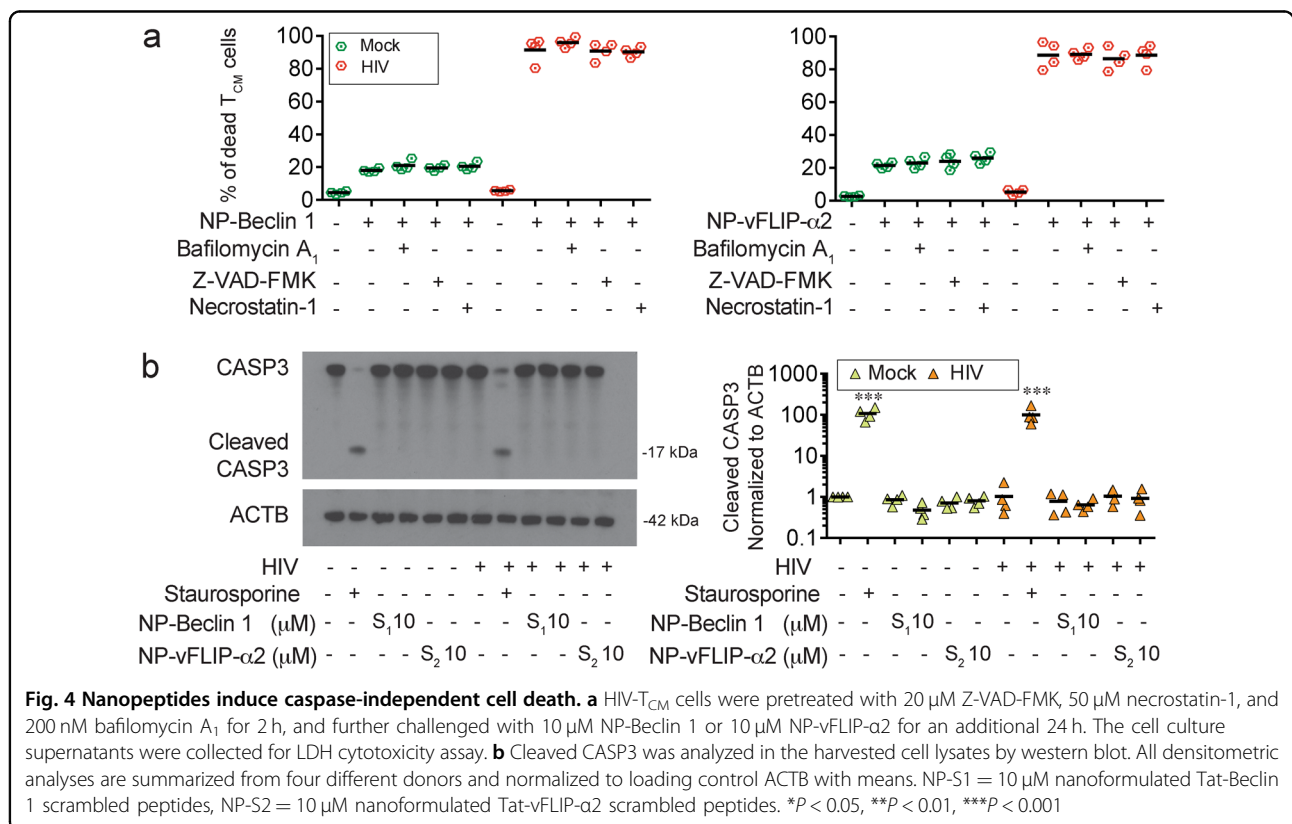 a
Mock
HIV
% of dead T_CM cells
100
80
60
40
20
0
NP-Beclin 1 - + + + + - + + + +
Bafilomycin A₁ - - + - - - - + - -
Z-VAD-FMK - - - + - - - - + -
Necrostatin-1 - - - - + - - - - +
100
80
60
40
20
0
NP-vFLIP-α2 - + + + + - + + + +
- - + - - - - + - -
- - - + - - - - + -
- - - - + - - - - +
b
CASP3
Cleaved CASP3
-17 kDa
ACTB
-42 kDa
HIV - - - - - - + + + + + +
Staurosporine - + - - - - - + - - - -
NP-Beclin 1 (μM) - - S₁ 10 - - - - S₁ 10 - -
NP-vFLIP-α2 (μM) - - - - S₂ 10 - - - - S₂ 10
Mock HIV
Cleaved CASP3
Normalized to ACTB
1000
100
10
1
0.1
***
***
HIV - - - - - - + + + + + +
Staurosporine - + - - - - - + - - - -
NP-Beclin 1 (μM) - - S₁ 10 - - - - S₁ 10 - -
NP-vFLIP-α2 (μM) - - - - S₂ 10 - - - - S₂ 10
Fig. 4 Nanopeptides induce caspase-independent cell death. a HIV-T_CM cells were pretreated with 20 μM Z-VAD-FMK, 50 μM necrostatin-1, and
200 nM bafilomycin A₁ for 2 h, and further challenged with 10 μM NP-Beclin 1 or 10 μM NP-vFLIP-α2 for an additional 24 h. The cell culture
supernatants were collected for LDH cytotoxicity assay. b Cleaved CASP3 was analyzed in the harvested cell lysates by western blot. All densitometric
analyses are summarized from four different donors and normalized to loading control ACTB with means. NP-S1 = 10 μM nanoformulated Tat-Beclin
1 scrambled peptides, NP-S2 = 10 μM nanoformulated Tat-vFLIP-α2 scrambled peptides. *P < 0.05, **P < 0.01, ***P < 0.001